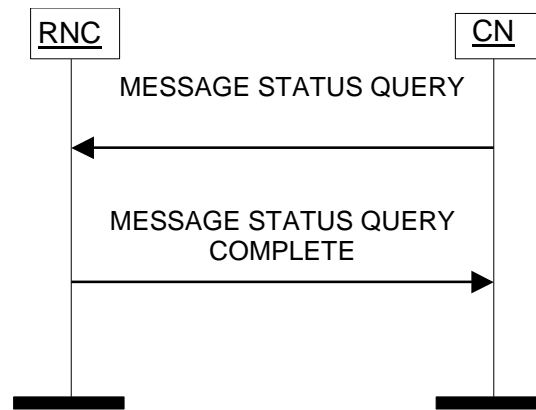 RNC
CN
MESSAGE STATUS QUERY
MESSAGE STATUS QUERY
COMPLETE